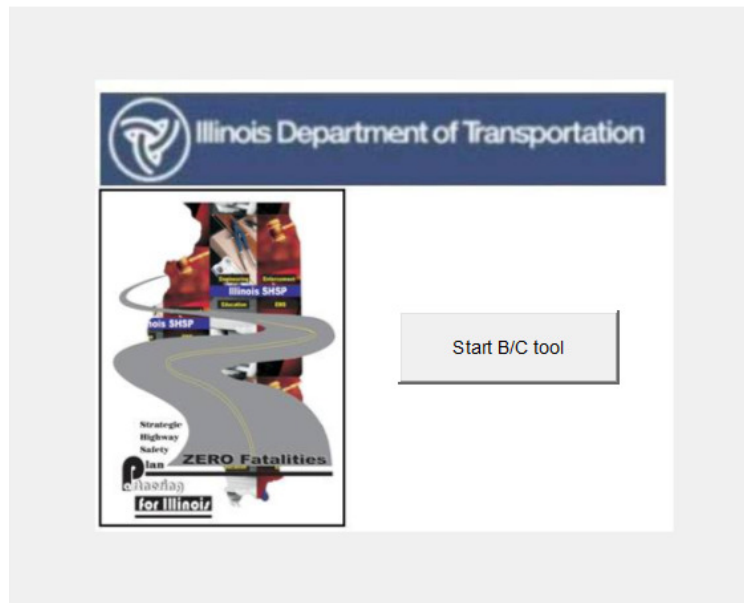 Illinois Department of Transportation
Engineering Enforcement
Illinois SHSP
Education EMS
nois SHSP
Start B/C tool
Strategic
Highway
Safety
Plan
ZERO Fatalities
for Illinois